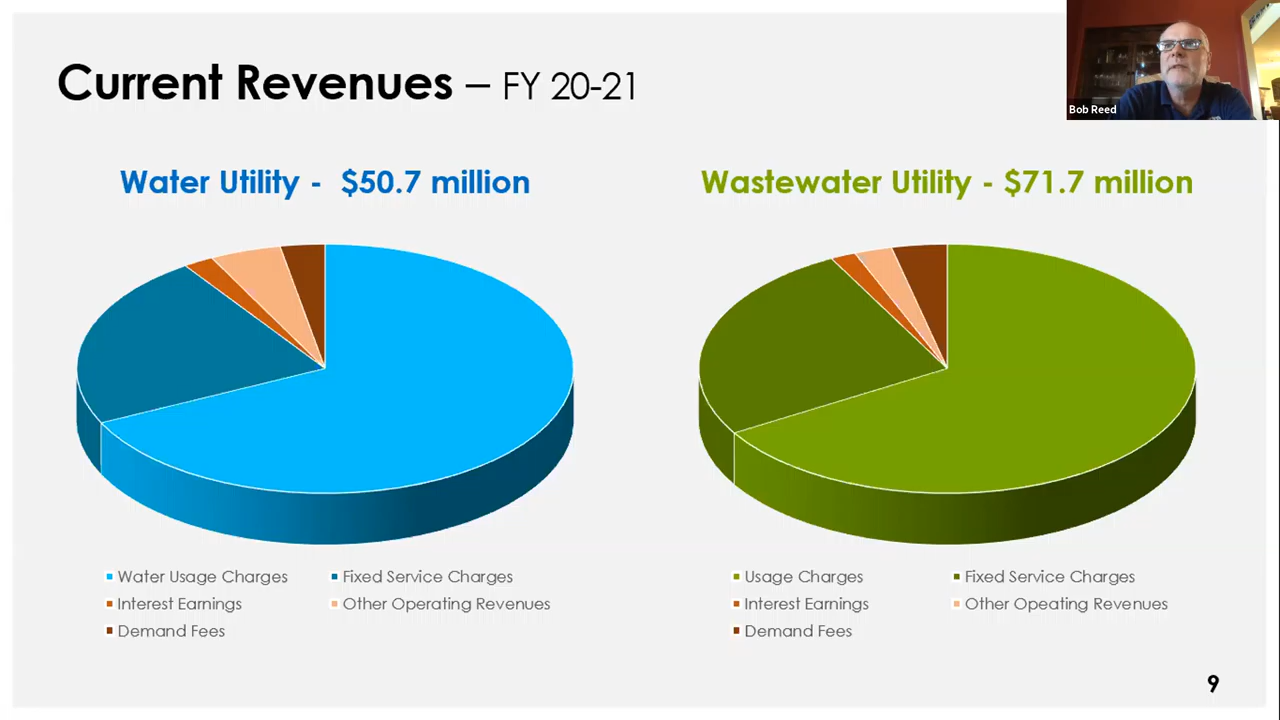 Current Revenues – FY 20-21
Bob Reed
Water Utility - $50.7 million
Wastewater Utility - $71.7 million
Water Usage Charges
Fixed Service Charges
Interest Earnings
Other Operating Revenues
Demand Fees
Usage Charges
Fixed Service Charges
Interest Earnings
Other Opeating Revenues
Demand Fees
9